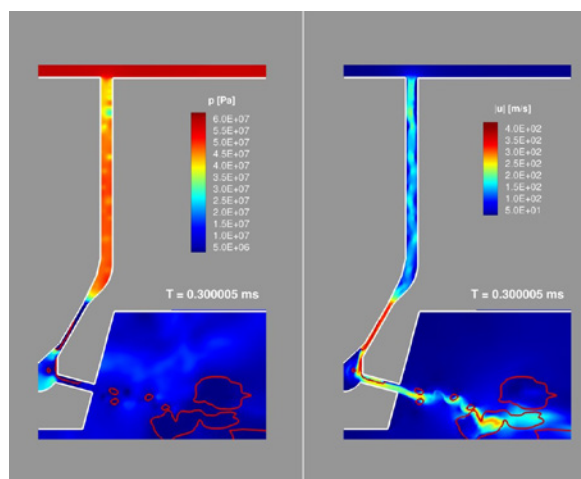 p [Pa]
6.0E+07
5.5E+07
5.0E+07
4.5E+07
4.0E+07
3.5E+07
3.0E+07
2.5E+07
2.0E+07
1.5E+07
1.0E+07
5.0E+06
T = 0.300005 ms
|u| [m/s]
4.0E+02
3.5E+02
3.0E+02
2.5E+02
2.0E+02
1.5E+02
1.0E+02
5.0E+01
T = 0.300005 ms